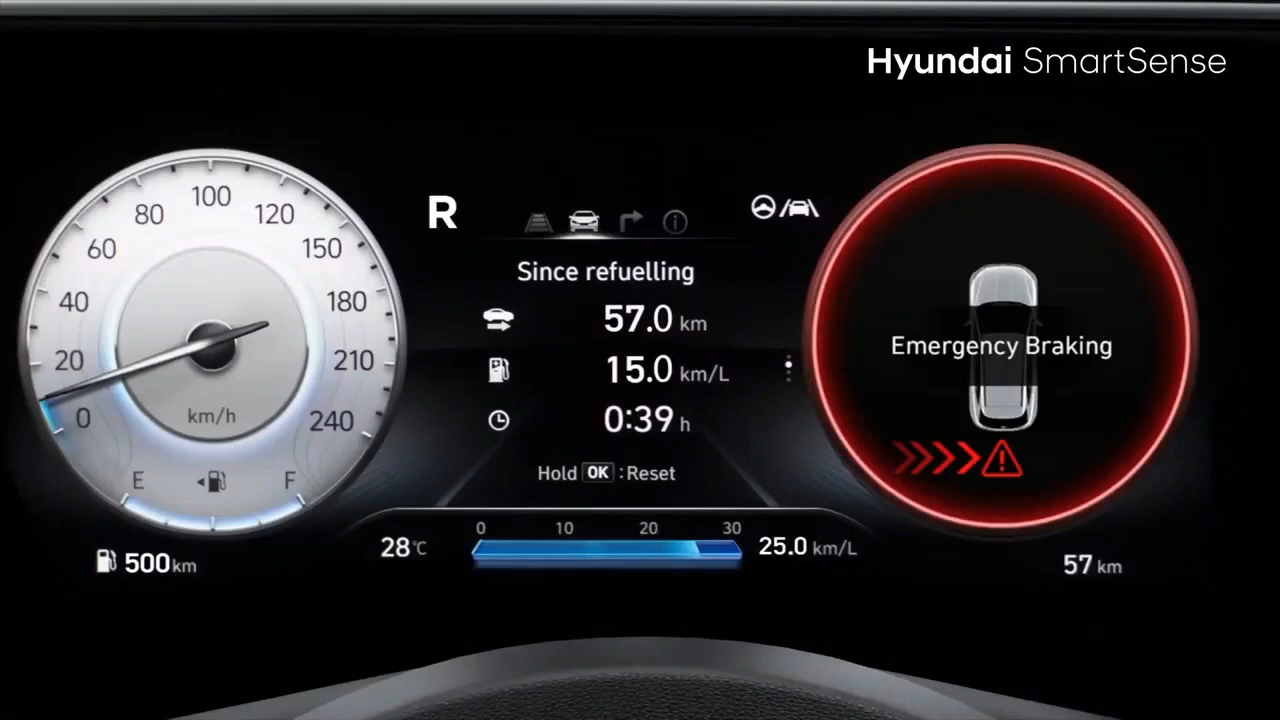 Hyundai SmartSense
100
80
120
60
150
40
180
20
210
0
240
km/h
E
F
500 km
R
Since refuelling
57.0 km
15.0 km/L
0:39 h
Hold OK : Reset
0 10 20 30
28°C
25.0 km/L
Emergency Braking
57 km